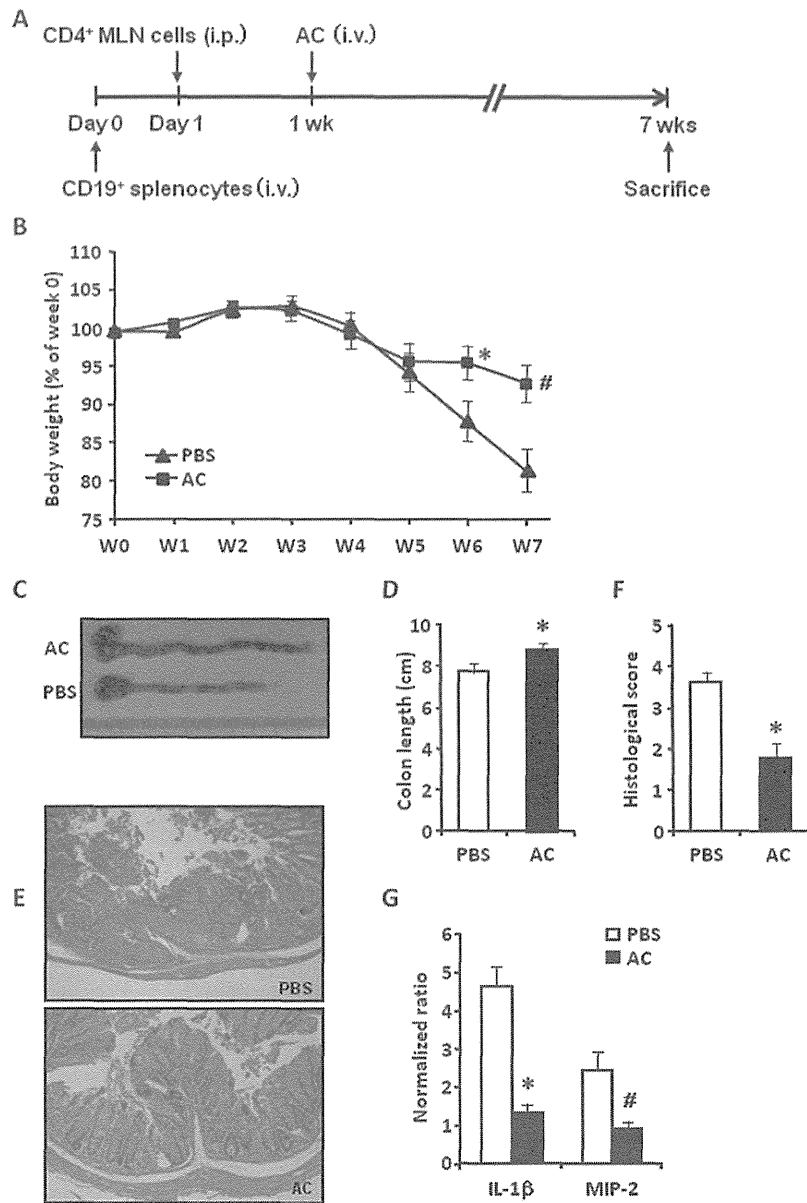 A
CD4⁺ MLN cells (i.p.)
AC (i.v.)
Day 0
Day 1
1 wk
7 wks
CD19⁺ splenocytes (i.v.)
Sacrifice
B
Body weight (% of week 0)
110
105
100
95
90
85
80
75
PBS
AC
*
#
W0 W1 W2 W3 W4 W5 W6 W7
C
AC
PBS
D
Colon length (cm)
10
8
6
4
2
0
*
PBS AC
F
Histological score
5
4
3
2
1
0
*
PBS AC
E
PBS
AC
G
PBS
AC
Normalized ratio
6
5
4
3
2
1
0
*
#
IL-1β MIP-2